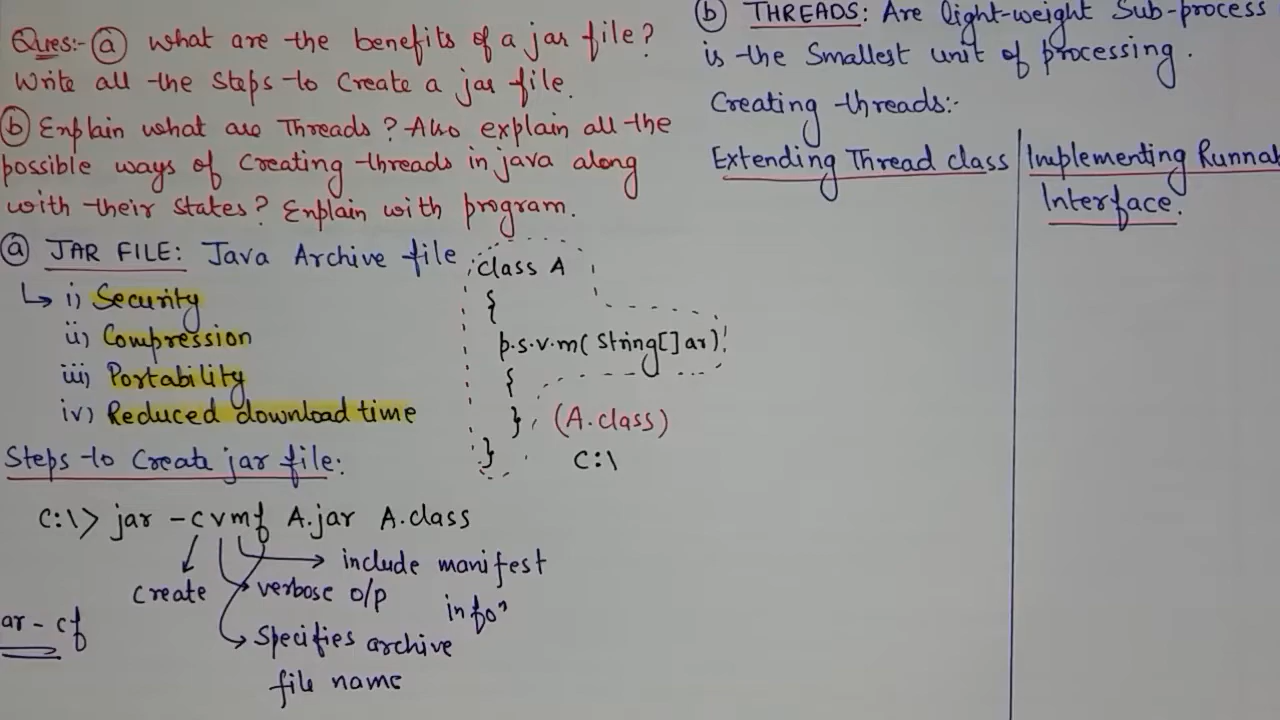 Ques:- (a) What are the benefits of a jar file?
Write all the steps to create a jar file.
(b) Explain what are Threads? Also explain all the
possible ways of creating threads in java along
with their states? Explain with program.
(a) JAR FILE: Java Archive file
i) Security
ii) Compression
iii) Portability
iv) Reduced download time
class A
{
p.s.v.m( String[] ar)
{
}
(A.class)
}
C:\
Steps to Create jar file:
C:\> jar -cvmf A.jar A.class
include manifest
info"
create
verbose o/p
Specifies archive
file name
ar - cf
(b) THREADS: Are light-weight Sub-process
is the Smallest unit of processing.
Creating threads:-
Extending Thread class
Implementing Runnab
Interface.